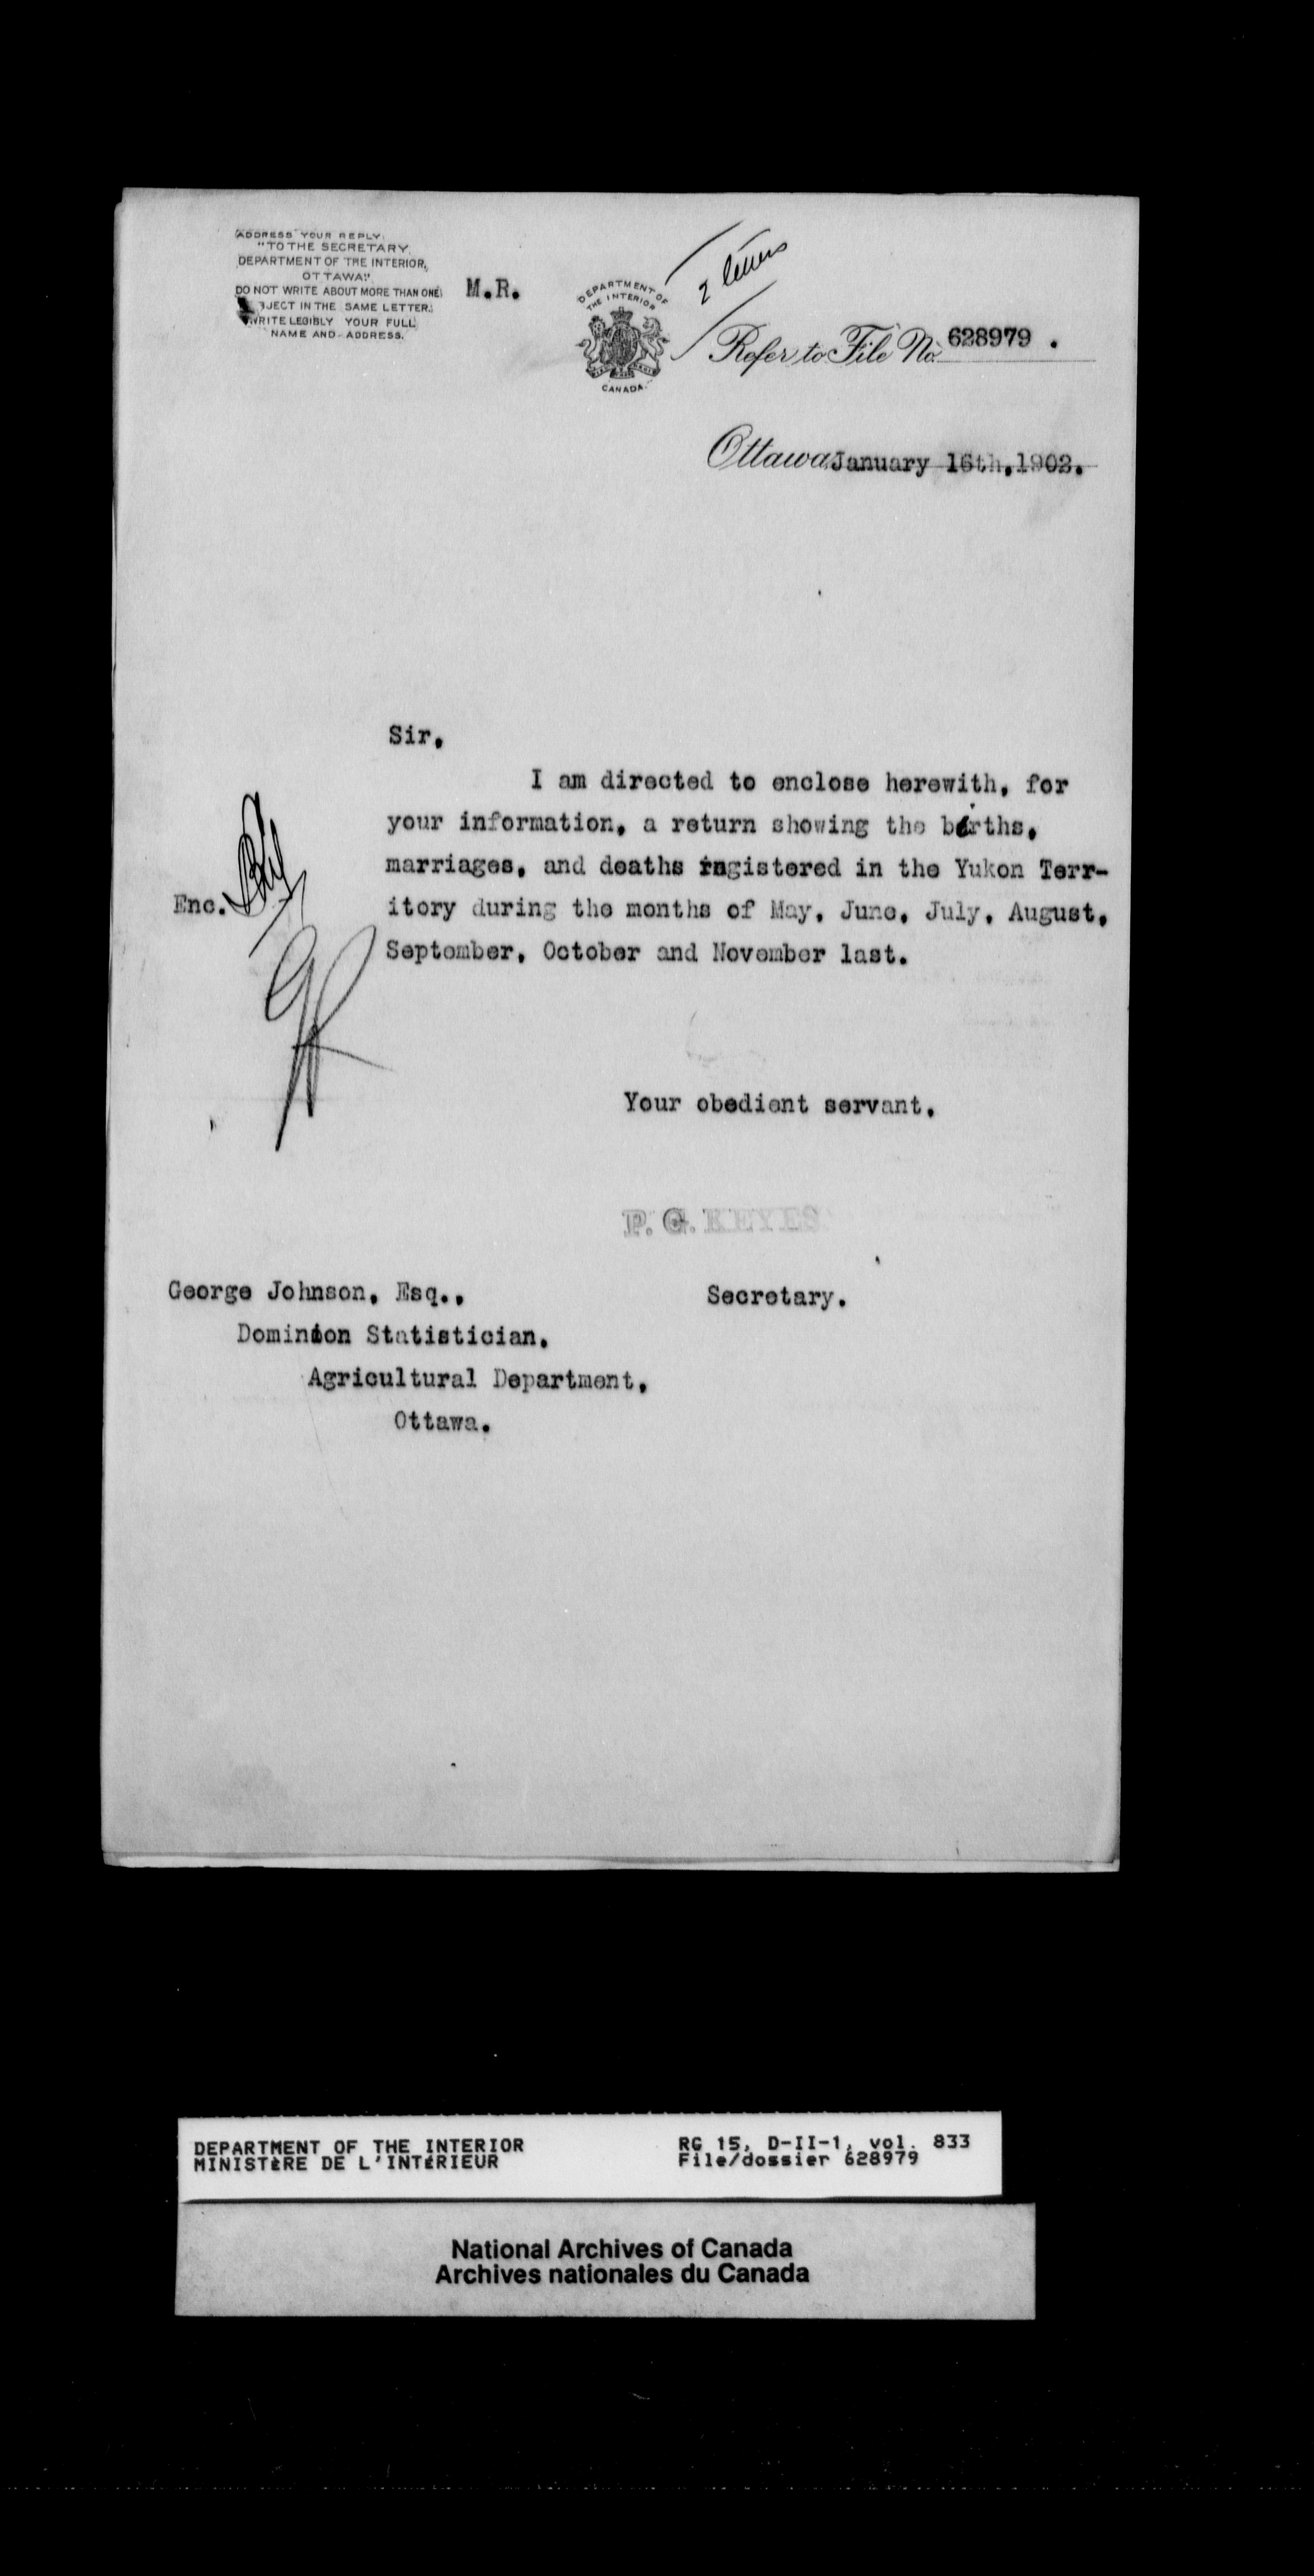 ADDRESS YOUR REPLY
"TO THE SECRETARY
DEPARTMENT OF THE INTERIOR,
OTTAWA."
DO NOT WRITE ABOUT MORE THAN ONE
BJECT IN THE SAME LETTER.
WRITE LEGIBLY YOUR FULL
NAME AND ADDRESS.
M.R.
DEPARTMENT OF
THE INTERIOR
CANADA.
2 letters
Refer to File No. 628979 .
Ottawa January 16th, 1902.
Sir,
I am directed to enclose herewith, for
your information, a return showing the births,
marriages, and deaths registered in the Yukon Terr-
Enc.
itory during the months of May, June, July, August,
September, October and November last.
Your obedient servant,
P. G. KEYES
Secretary.
George Johnson, Esq.,
Dominion Statistician,
Agricultural Department,
Ottawa.
DEPARTMENT OF THE INTERIOR
MINISTÈRE DE L'INTÉRIEUR
RG 15, D-II-1, vol. 833
File/dossier 628979
National Archives of Canada
Archives nationales du Canada